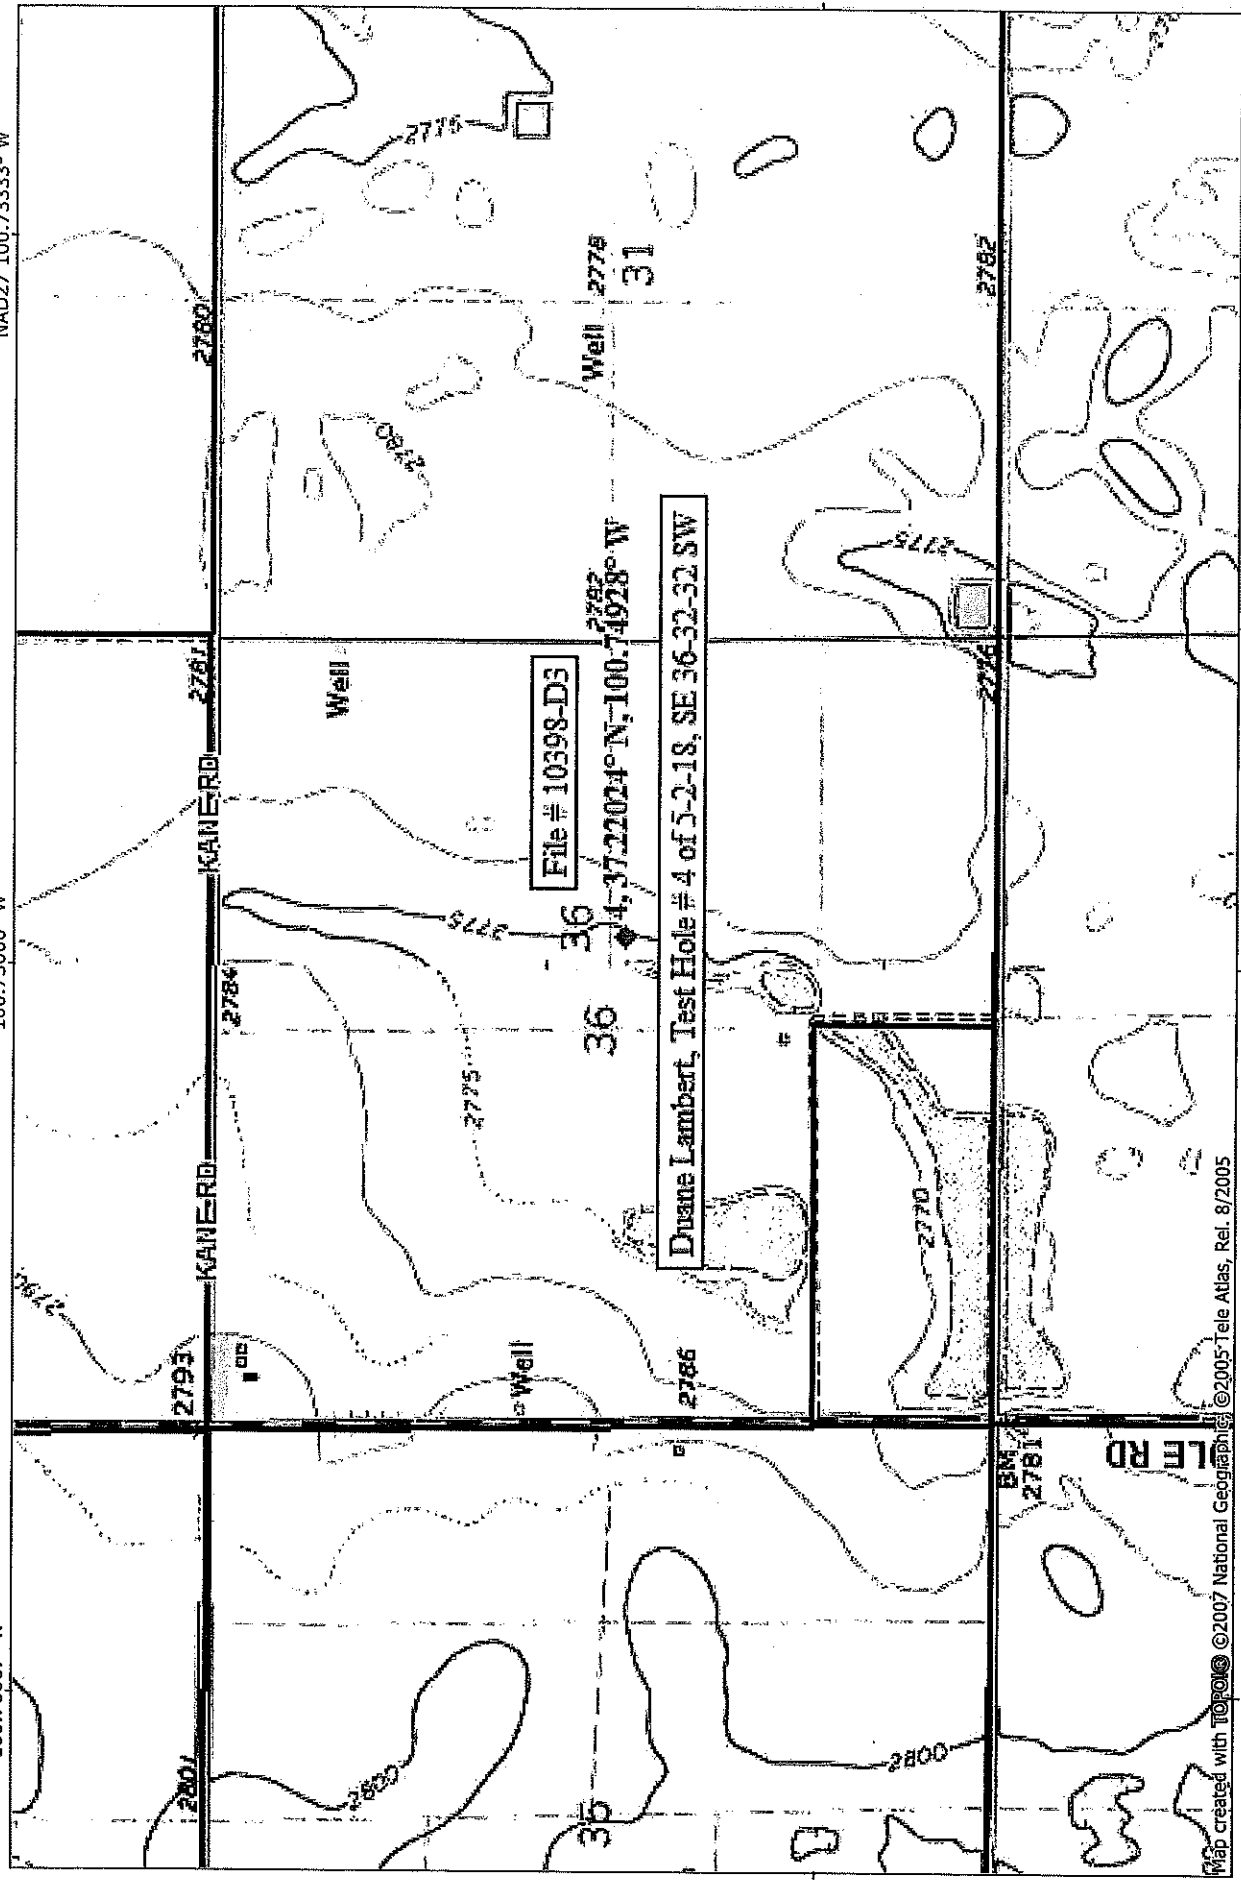 NAD27 100.73333° W
2790
2793
KANE RD
2784
KANE RD
2781
2780
2801
2800
Well
2775
2775
Well
2780
2775
36
36
File # 10398-D3
4, 37.22024° N, 100.74928° W
2782
Well
2778
31
35
2786
Duane Lambert, Test Hole # 4 of 5-2-18, SE 36-32-32 SW
2770
2775
2800
BM
2781
2776
2782
LE RD
Map created with TOPO!® ©2007 National Geographic; ©2005 Tele Atlas, Rel. 8/2005